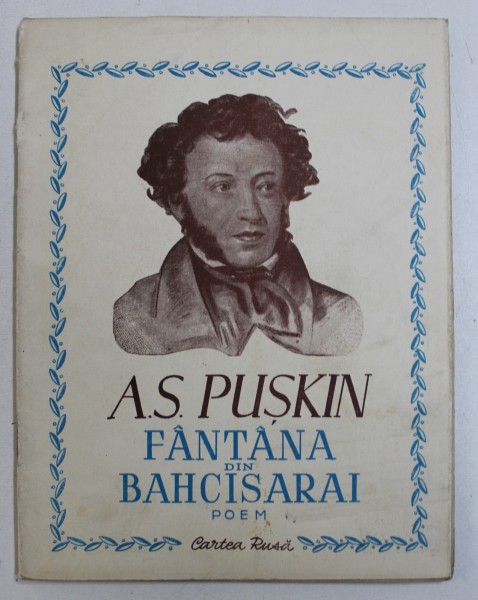 A.S. PUȘKIN
FÂNTÂNA
DIN
BAHCISARAI
POEM
Cartea Rusă